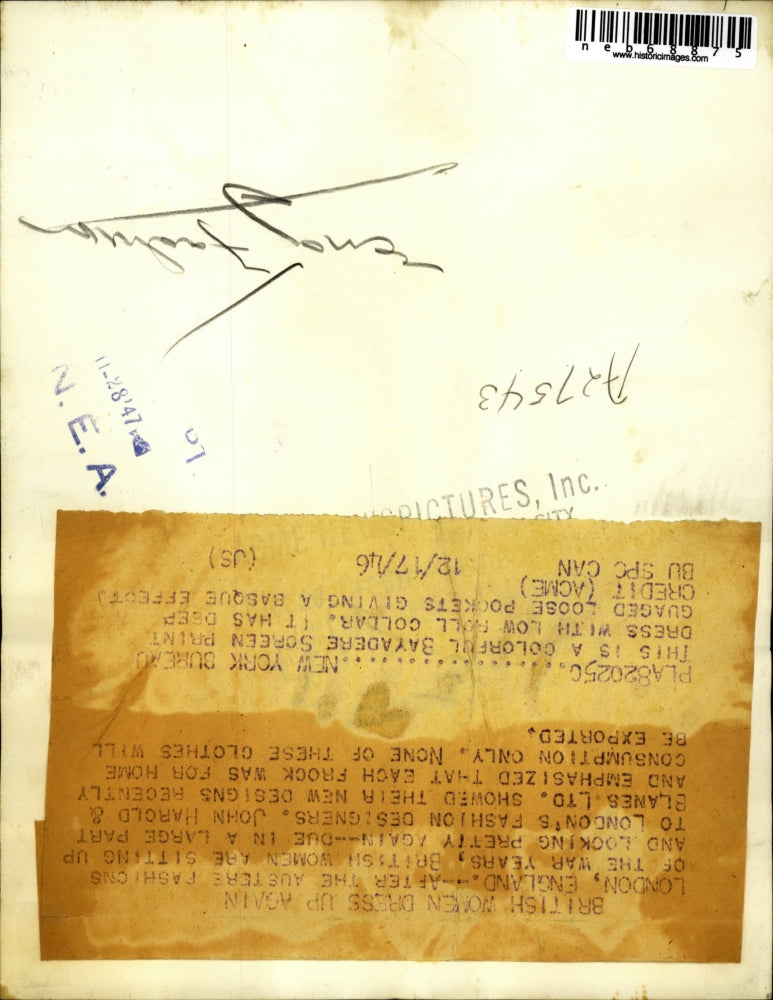 neb68875
www.historicimages.com
Fashion
A27543
11-28-47
N.E.A.
PICTURES, Inc.
CITY
BRITISH WOMEN DRESS UP AGAIN
LONDON, ENGLAND.--AFTER THE AUSTERE FASHIONS
OF THE WAR YEARS, BRITISH WOMEN ARE SITTING UP
AND LOOKING PRETTY AGAIN--DUE IN A LARGE PART
TO LONDON'S FASHION DESIGNERS. JOHN HAROLD &
BLANES LTD. SHOWED THEIR NEW DESIGNS RECENTLY
AND EMPHASIZED THAT EACH FROCK WAS FOR HOME
CONSUMPTION ONLY. NONE OF THESE CLOTHES WILL
BE EXPORTED.
PLA820250...............NEW YORK BUREAU
THIS IS A COLORFUL BAYADERE SCREEN PRINT
DRESS WITH LOW ROLL COLLAR. IT HAS DEEP
GUAGED LOOSE POCKETS GIVING A BASQUE EFFECT)
CREDIT (ACME)
BU SPC CAN 12/17/46 (JS)